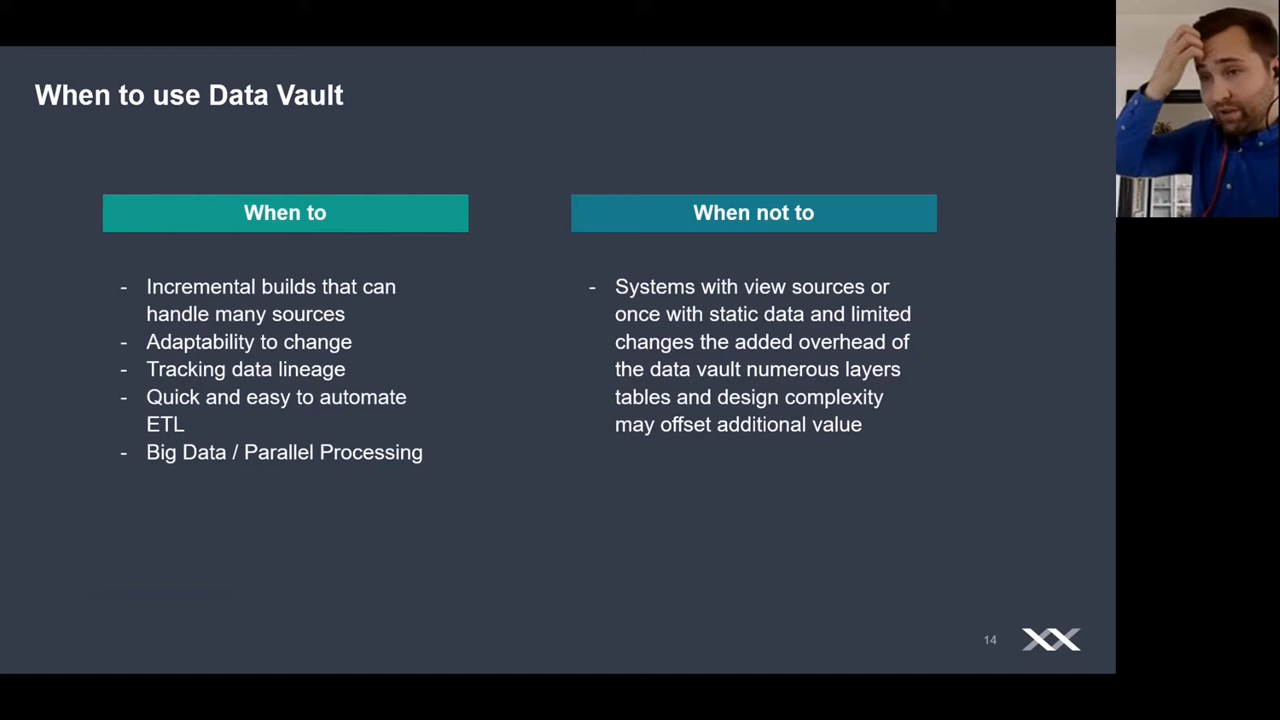 When to use Data Vault
When to
- Incremental builds that can
handle many sources
- Adaptability to change
- Tracking data lineage
- Quick and easy to automate
ETL
- Big Data / Parallel Processing
When not to
- Systems with view sources or
once with static data and limited
changes the added overhead of
the data vault numerous layers
tables and design complexity
may offset additional value
14